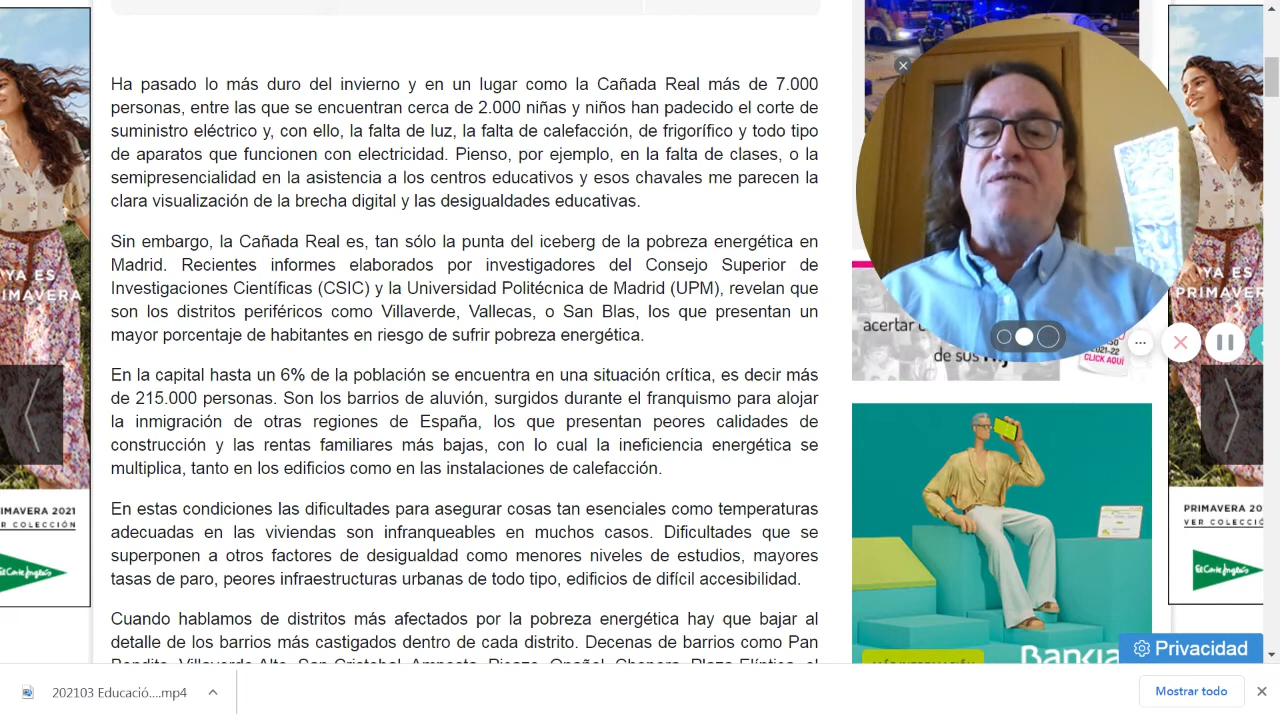 Ha pasado lo más duro del invierno y en un lugar como la Cañada Real más de 7.000
personas, entre las que se encuentran cerca de 2.000 niñas y niños han padecido el corte de
suministro eléctrico y, con ello, la falta de luz, la falta de calefacción, de frigorífico y todo tipo
de aparatos que funcionen con electricidad. Pienso, por ejemplo, en la falta de clases, o la
semipresencialidad en la asistencia a los centros educativos y esos chavales me parecen la
clara visualización de la brecha digital y las desigualdades educativas.
Sin embargo, la Cañada Real es, tan sólo la punta del iceberg de la pobreza energética en
Madrid. Recientes informes elaborados por investigadores del Consejo Superior de
Investigaciones Científicas (CSIC) y la Universidad Politécnica de Madrid (UPM), revelan que
son los distritos periféricos como Villaverde, Vallecas, o San Blas, los que presentan un
mayor porcentaje de habitantes en riesgo de sufrir pobreza energética.
En la capital hasta un 6% de la población se encuentra en una situación crítica, es decir más
de 215.000 personas. Son los barrios de aluvión, surgidos durante el franquismo para alojar
la inmigración de otras regiones de España, los que presentan peores calidades de
construcción y las rentas familiares más bajas, con lo cual la ineficiencia energética se
multiplica, tanto en los edificios como en las instalaciones de calefacción.
En estas condiciones las dificultades para asegurar cosas tan esenciales como temperaturas
adecuadas en las viviendas son infranqueables en muchos casos. Dificultades que se
superponen a otros factores de desigualdad como menores niveles de estudios, mayores
tasas de paro, peores infraestructuras urbanas de todo tipo, edificios de difícil accesibilidad.
Cuando hablamos de distritos más afectados por la pobreza energética hay que bajar al
detalle de los barrios más castigados dentro de cada distrito. Decenas de barrios como Pan
YA ES
IMAVERA
IMAVERA 2021
R COLECCIÓN
El Corte Inglés
acertar
de sus
2021-22
CLICK AQUÍ
YA ES
PRIMAVER
PRIMAVERA 20
VER COLECCIÓ
El Corte Inglés
MÁS INFORMACIÓN
Bankia
Privacidad
202103 Educació....mp4
Mostrar todo